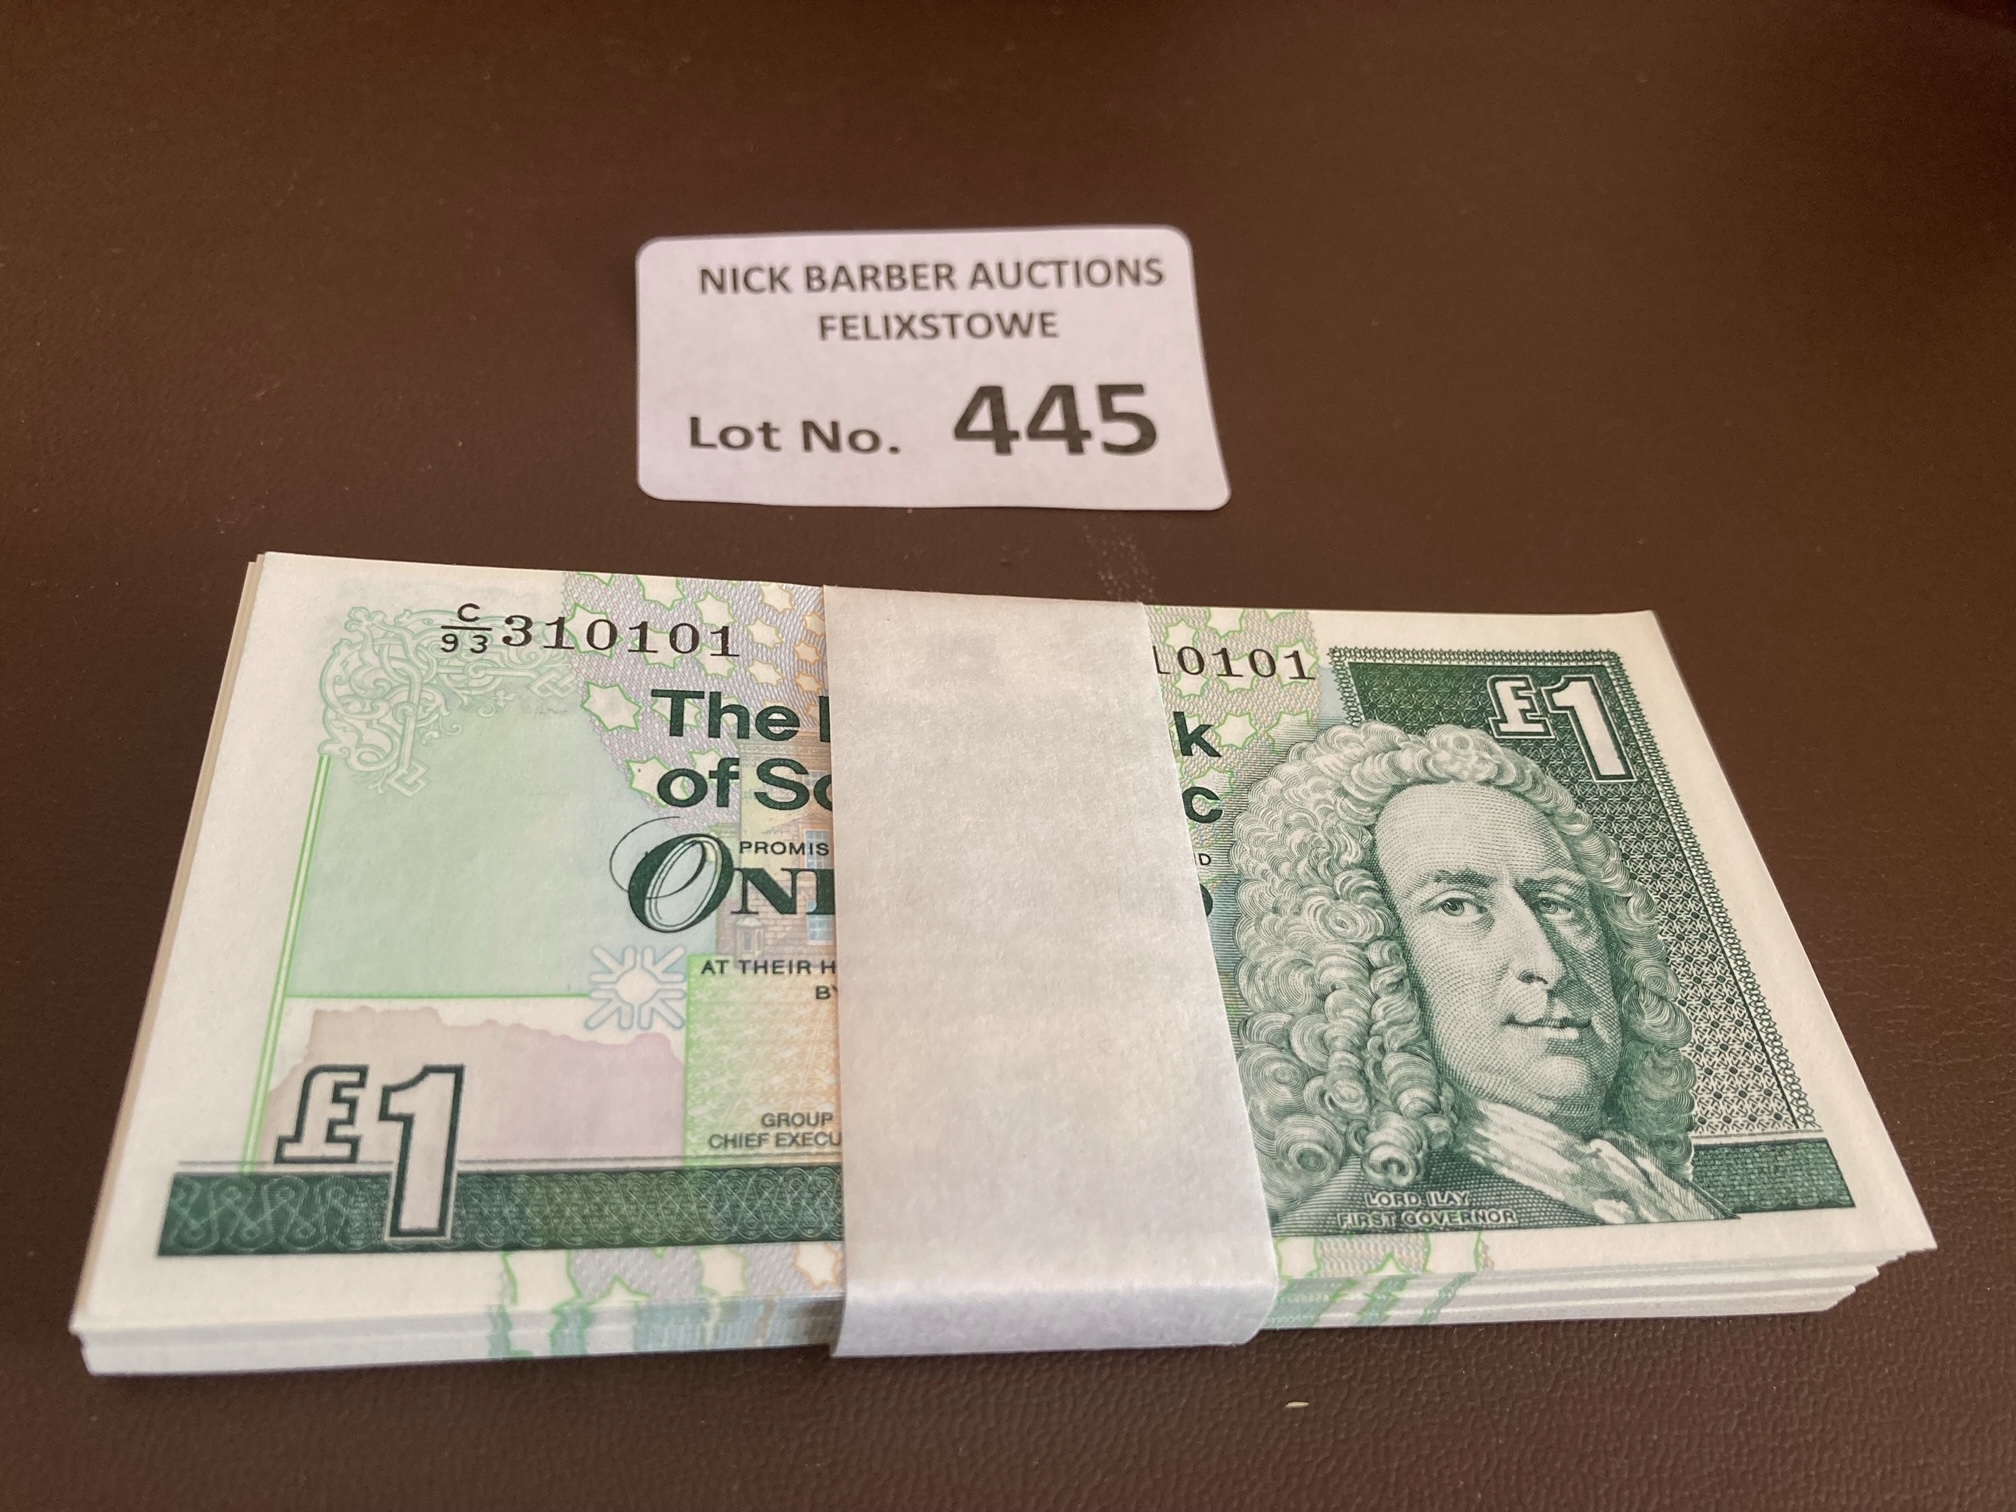 NICK BARBER AUCTIONS
FELIXSTOWE
Lot No. 445
C/93 310101
10101
£1
The
k
of Sc
c
PROMIS
D
ONE
AT THEIR H
BY
£1
GROUP
CHIEF EXECU
LORD ILAY
FIRST GOVERNOR